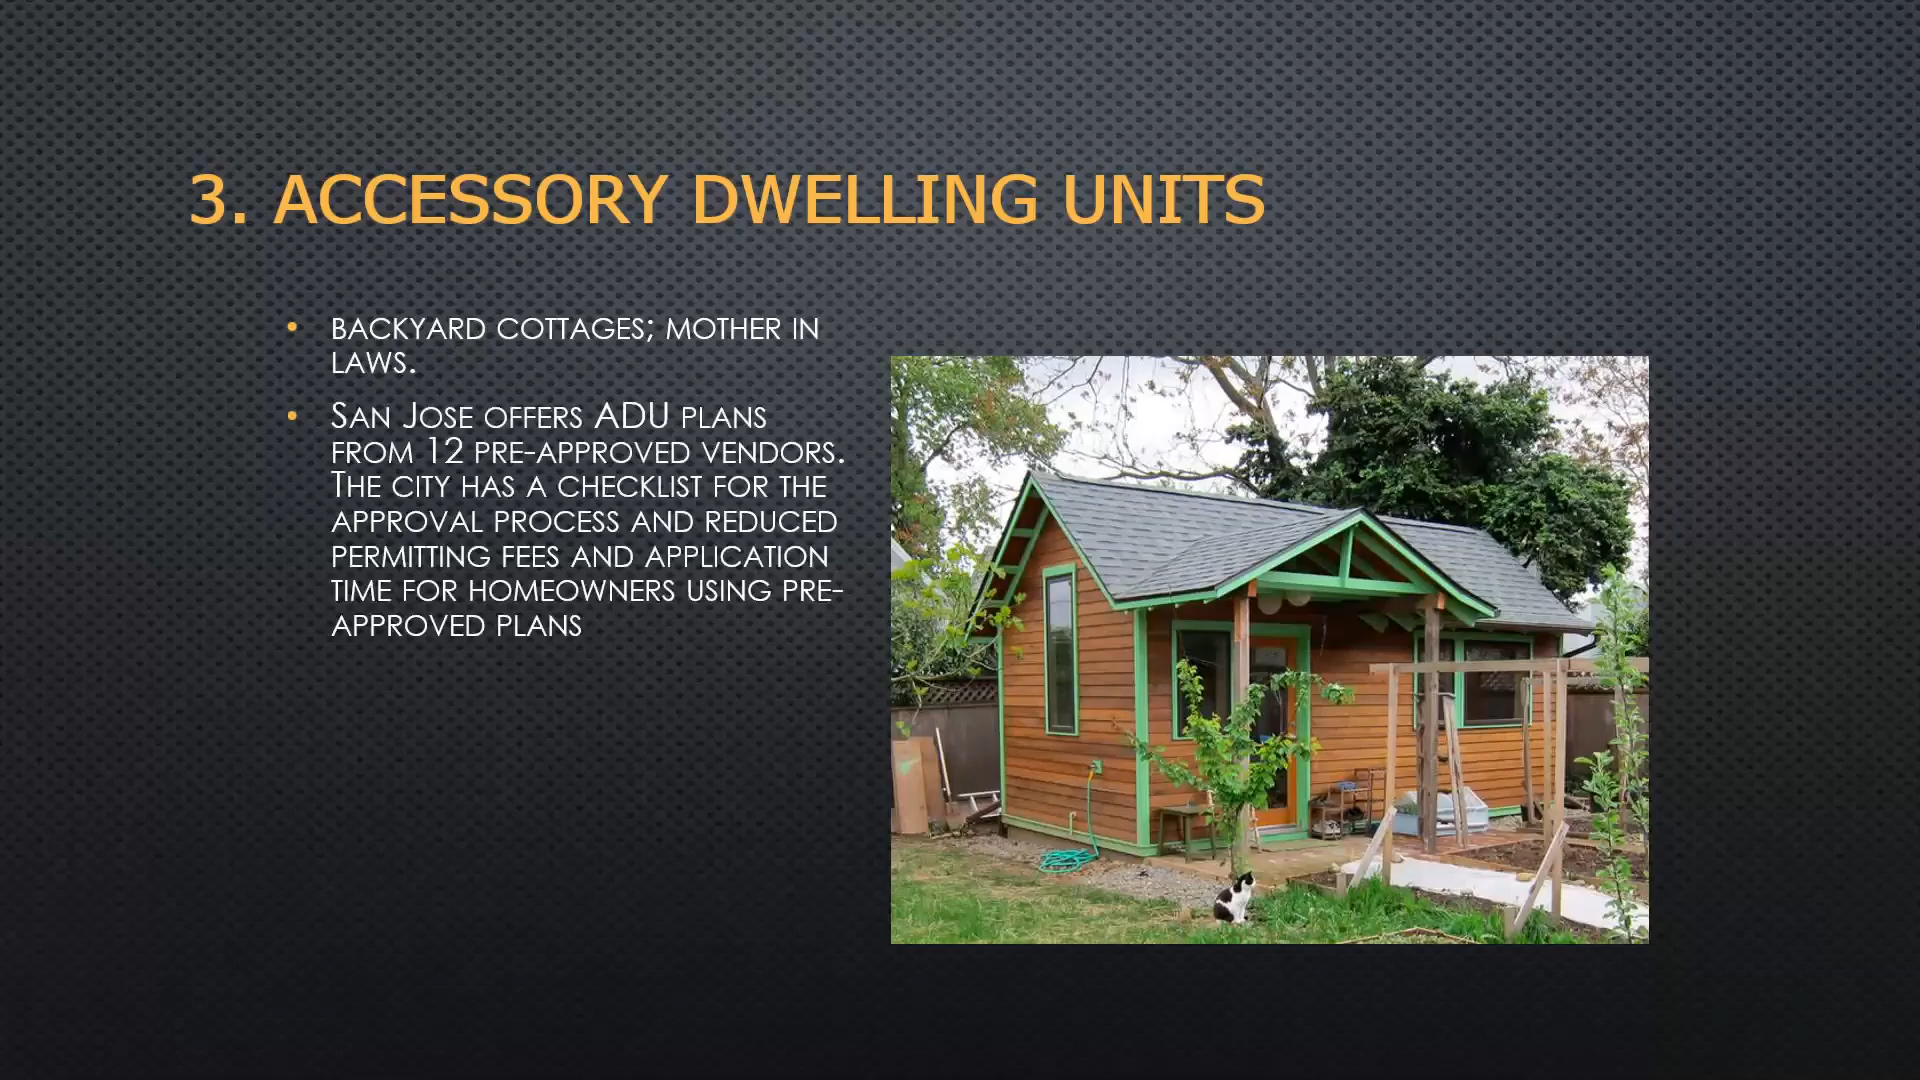 3. ACCESSORY DWELLING UNITS
• BACKYARD COTTAGES; MOTHER IN
LAWS.
• SAN JOSE OFFERS ADU PLANS
FROM 12 PRE-APPROVED VENDORS.
THE CITY HAS A CHECKLIST FOR THE
APPROVAL PROCESS AND REDUCED
PERMITTING FEES AND APPLICATION
TIME FOR HOMEOWNERS USING PRE-
APPROVED PLANS